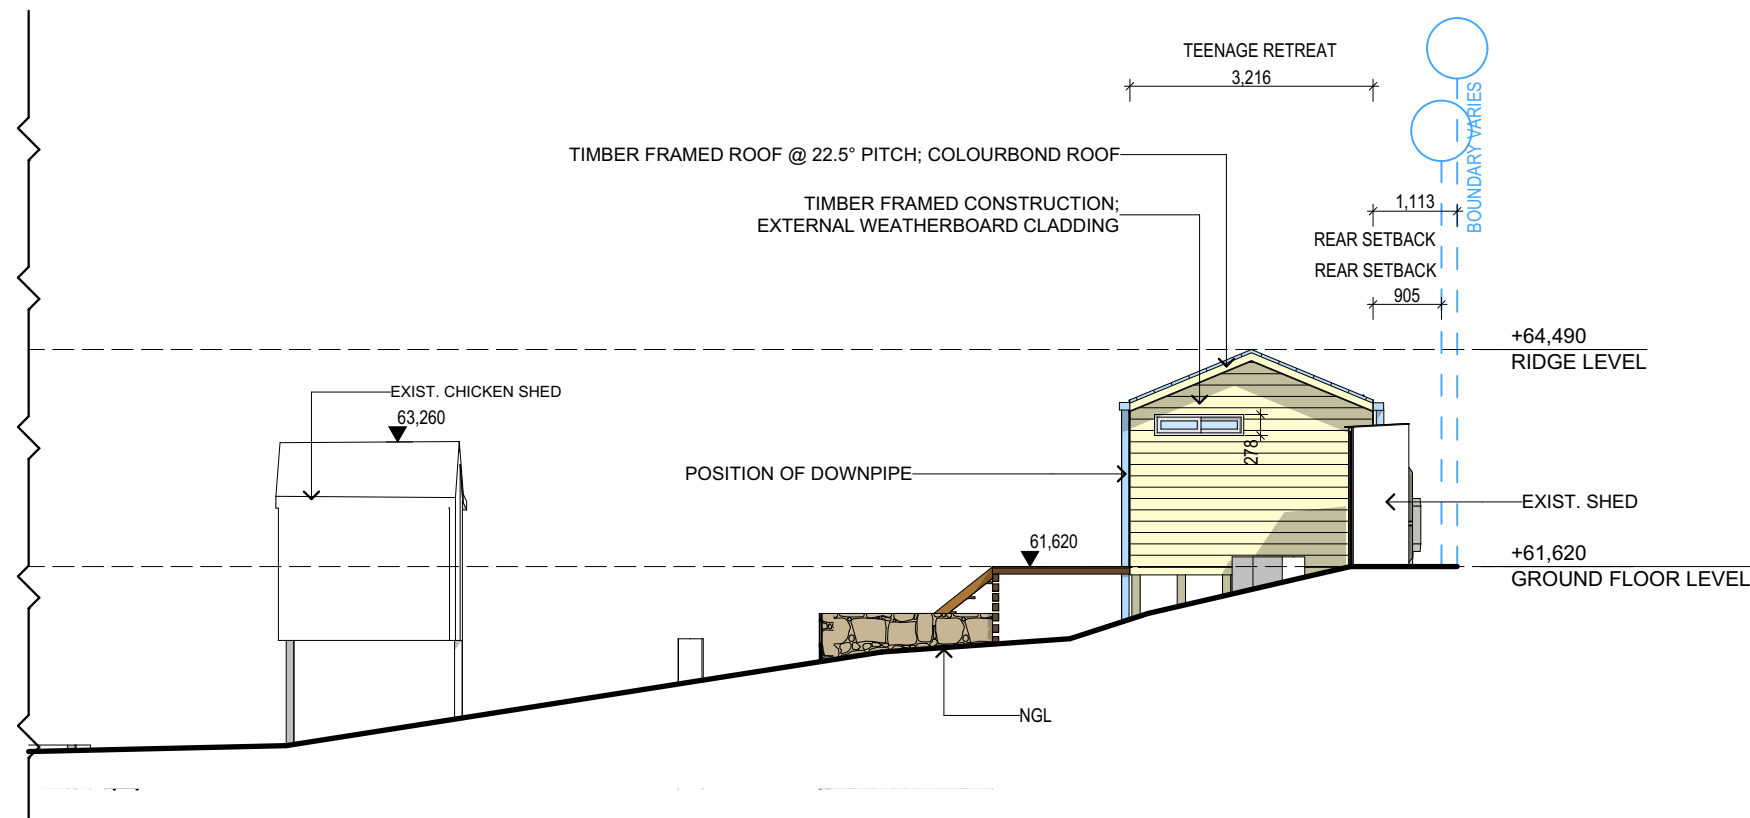 TEENAGE RETREAT
3,216
BOUNDARY VARIES
TIMBER FRAMED ROOF @ 22.5° PITCH; COLOURBOND ROOF
TIMBER FRAMED CONSTRUCTION;
EXTERNAL WEATHERBOARD CLADDING
1,113
REAR SETBACK
REAR SETBACK
905
+64,490
RIDGE LEVEL
EXIST. CHICKEN SHED
63,260
278
POSITION OF DOWNPIPE
EXIST. SHED
61,620
+61,620
GROUND FLOOR LEVEL
NGL